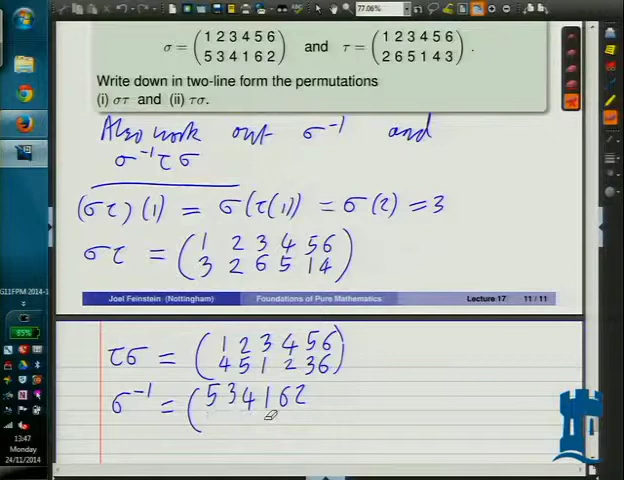 77.06%
σ = (1 2 3 4 5 6 and τ = (1 2 3 4 5 6
5 3 4 1 6 2) 2 6 5 1 4 3).
Write down in two-line form the permutations
(i) στ and (ii) τσ.
Also work out σ⁻¹ and
σ⁻¹τσ
(στ)(1) = σ(τ(1)) = σ(2) = 3
στ = (1 2 3 4 5 6
3 2 6 5 1 4)
Joel Feinstein (Nottingham) Foundations of Pure Mathematics Lecture 17 11/11
τσ = (1 2 3 4 5 6
4 5 1 2 3 6)
σ⁻¹ = (5 3 4 1 6 2
G11FPM-2014-1
13:47
Monday
24/11/2014